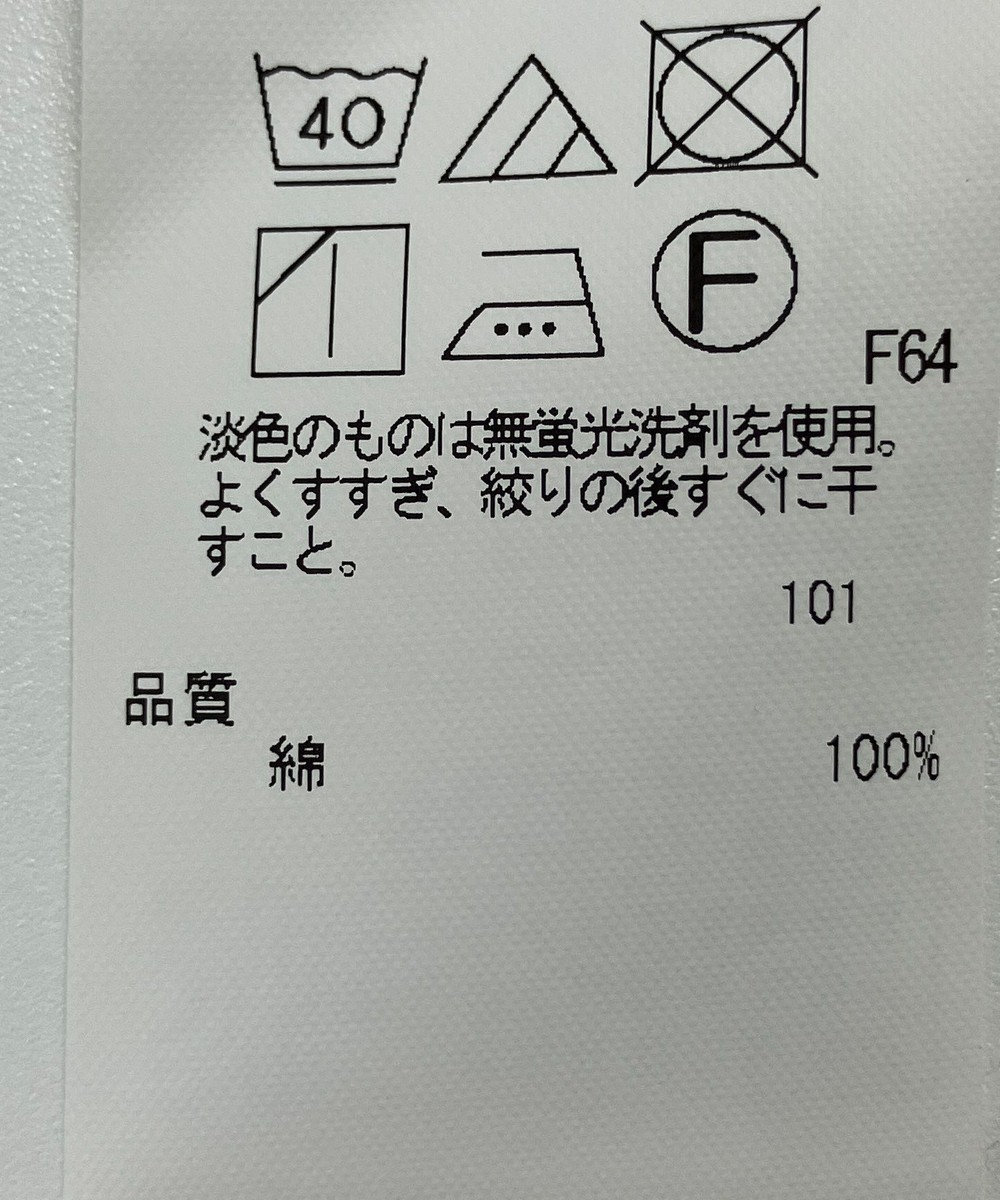 40
F
F64
淡色のものは無蛍光洗剤を使用。
よくすすぎ、絞りの後すぐに干
すこと。
101
品質
綿 100%